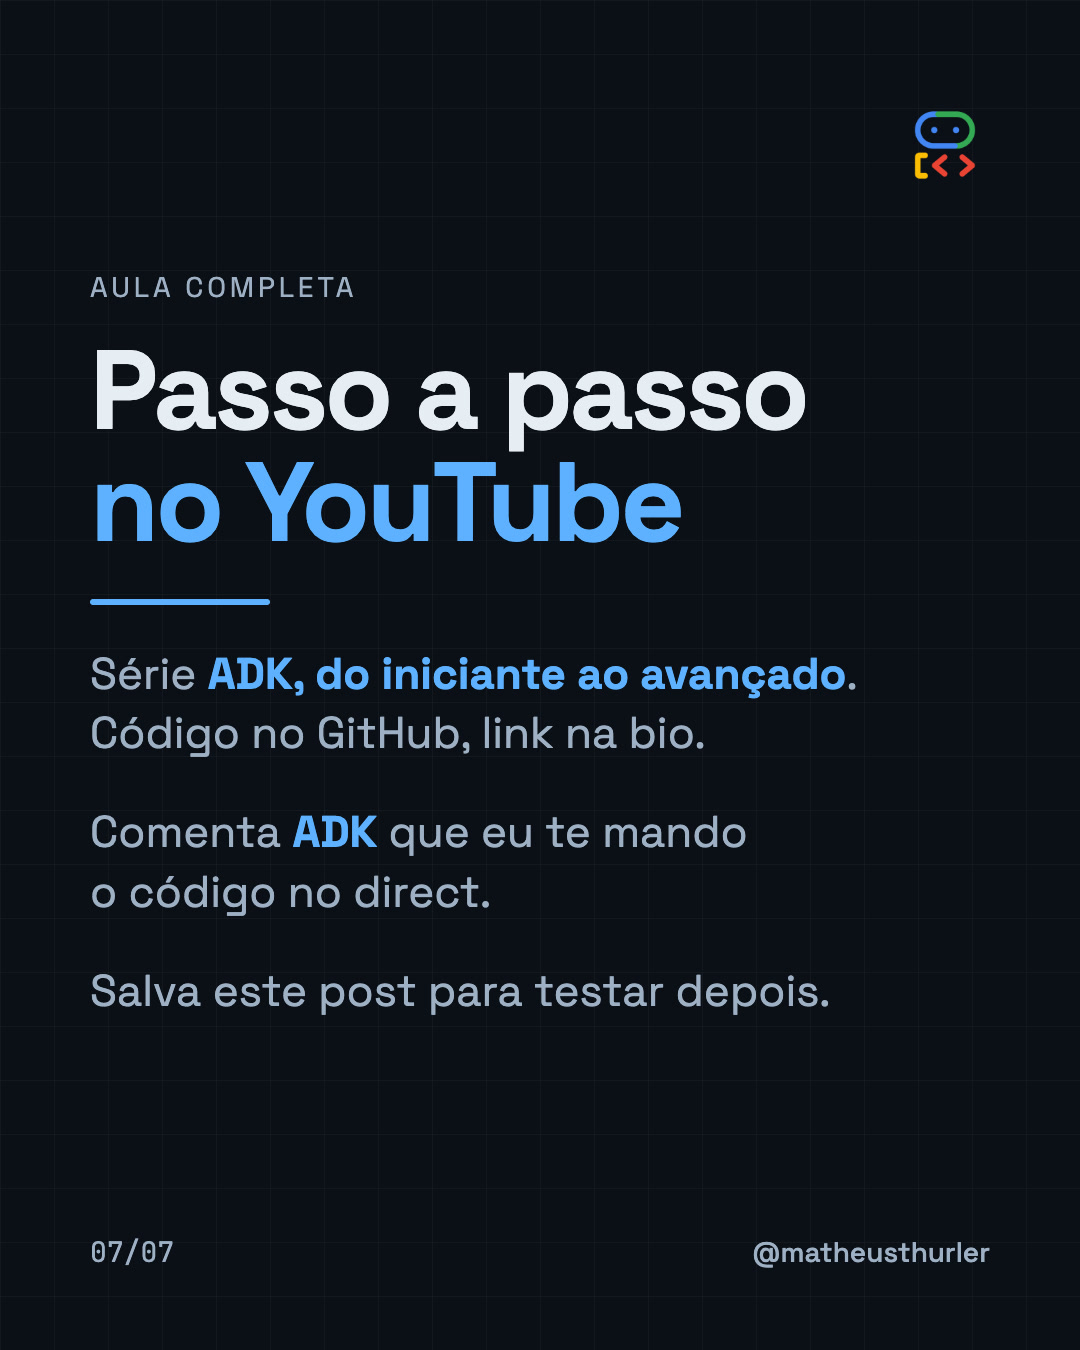 AULA COMPLETA
Passo a passo
no YouTube
Série ADK, do iniciante ao avançado.
Código no GitHub, link na bio.
Comenta ADK que eu te mando
o código no direct.
Salva este post para testar depois.
07/07
@matheusthurler